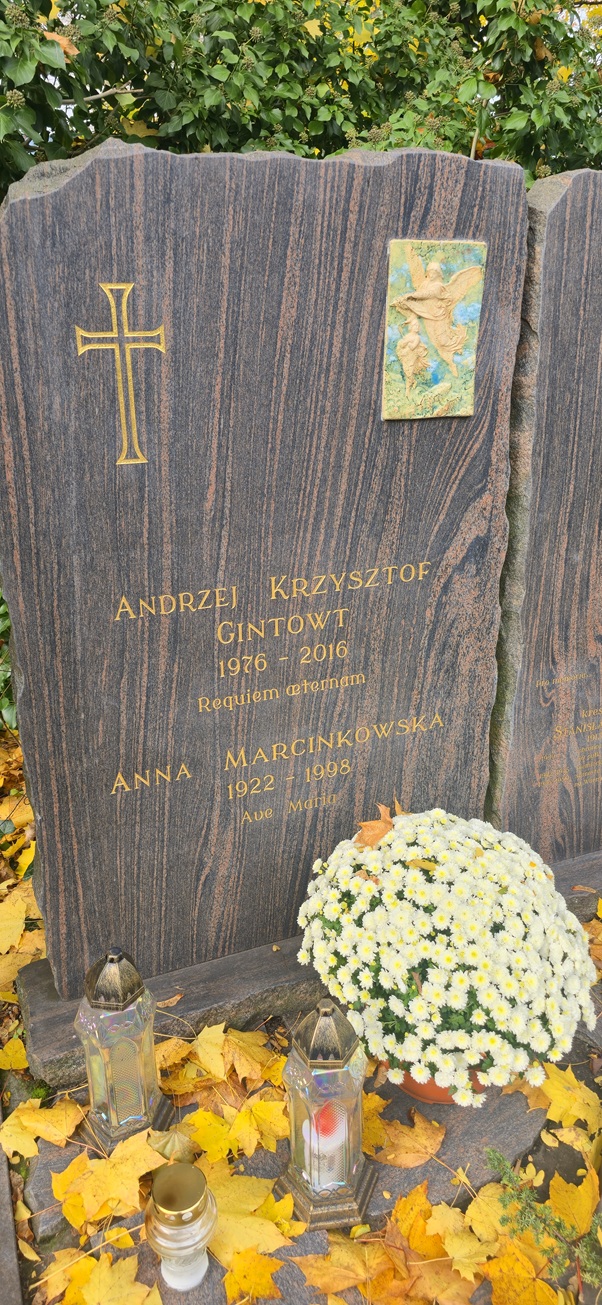 ANDRZEJ KRZYSZTOF
GINTOWT
1976 - 2016
Requiem æternam
ANNA MARCINKOWSKA
1922 - 1998
Ave Maria